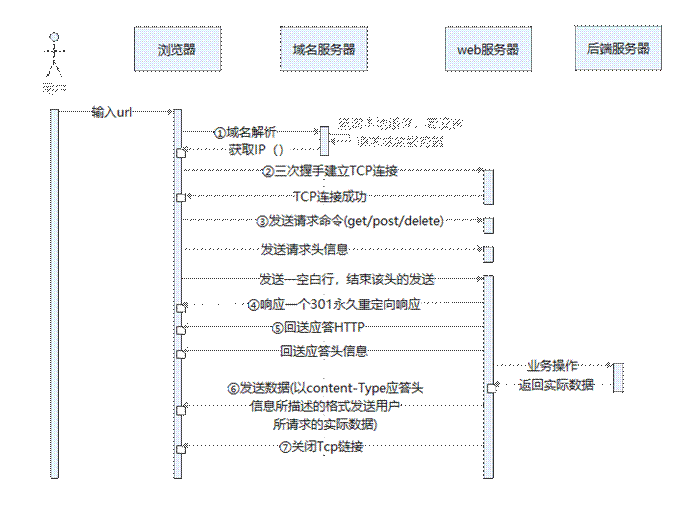 浏览器
域名服务器
web服务器
后端服务器
输入url
①域名解析
获取IP（）
②三次握手建立TCP连接
TCP连接成功
③发送请求命令(get/post/delete)
发送请求头信息
发送一空白行，结束该头的发送
④响应一个301永久重定向响应
⑤回送应答HTTP
回送应答头信息
业务操作
返回实际数据
⑥发送数据(以content-Type应答头
信息所描述的格式发送用户
所请求的实际数据)
⑦关闭Tcp链接